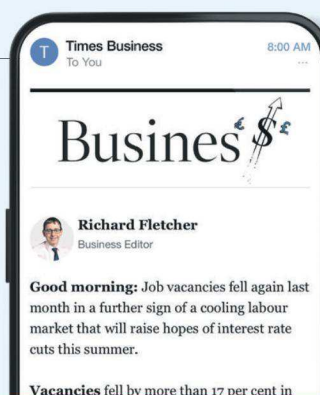 T
Times Business
8:00 AM
To You
...
Busines$
€ £
Richard Fletcher
Business Editor
Good morning: Job vacancies fell again last
month in a further sign of a cooling labour
market that will raise hopes of interest rate
cuts this summer.
Vacancies fell by more than 17 per cent in